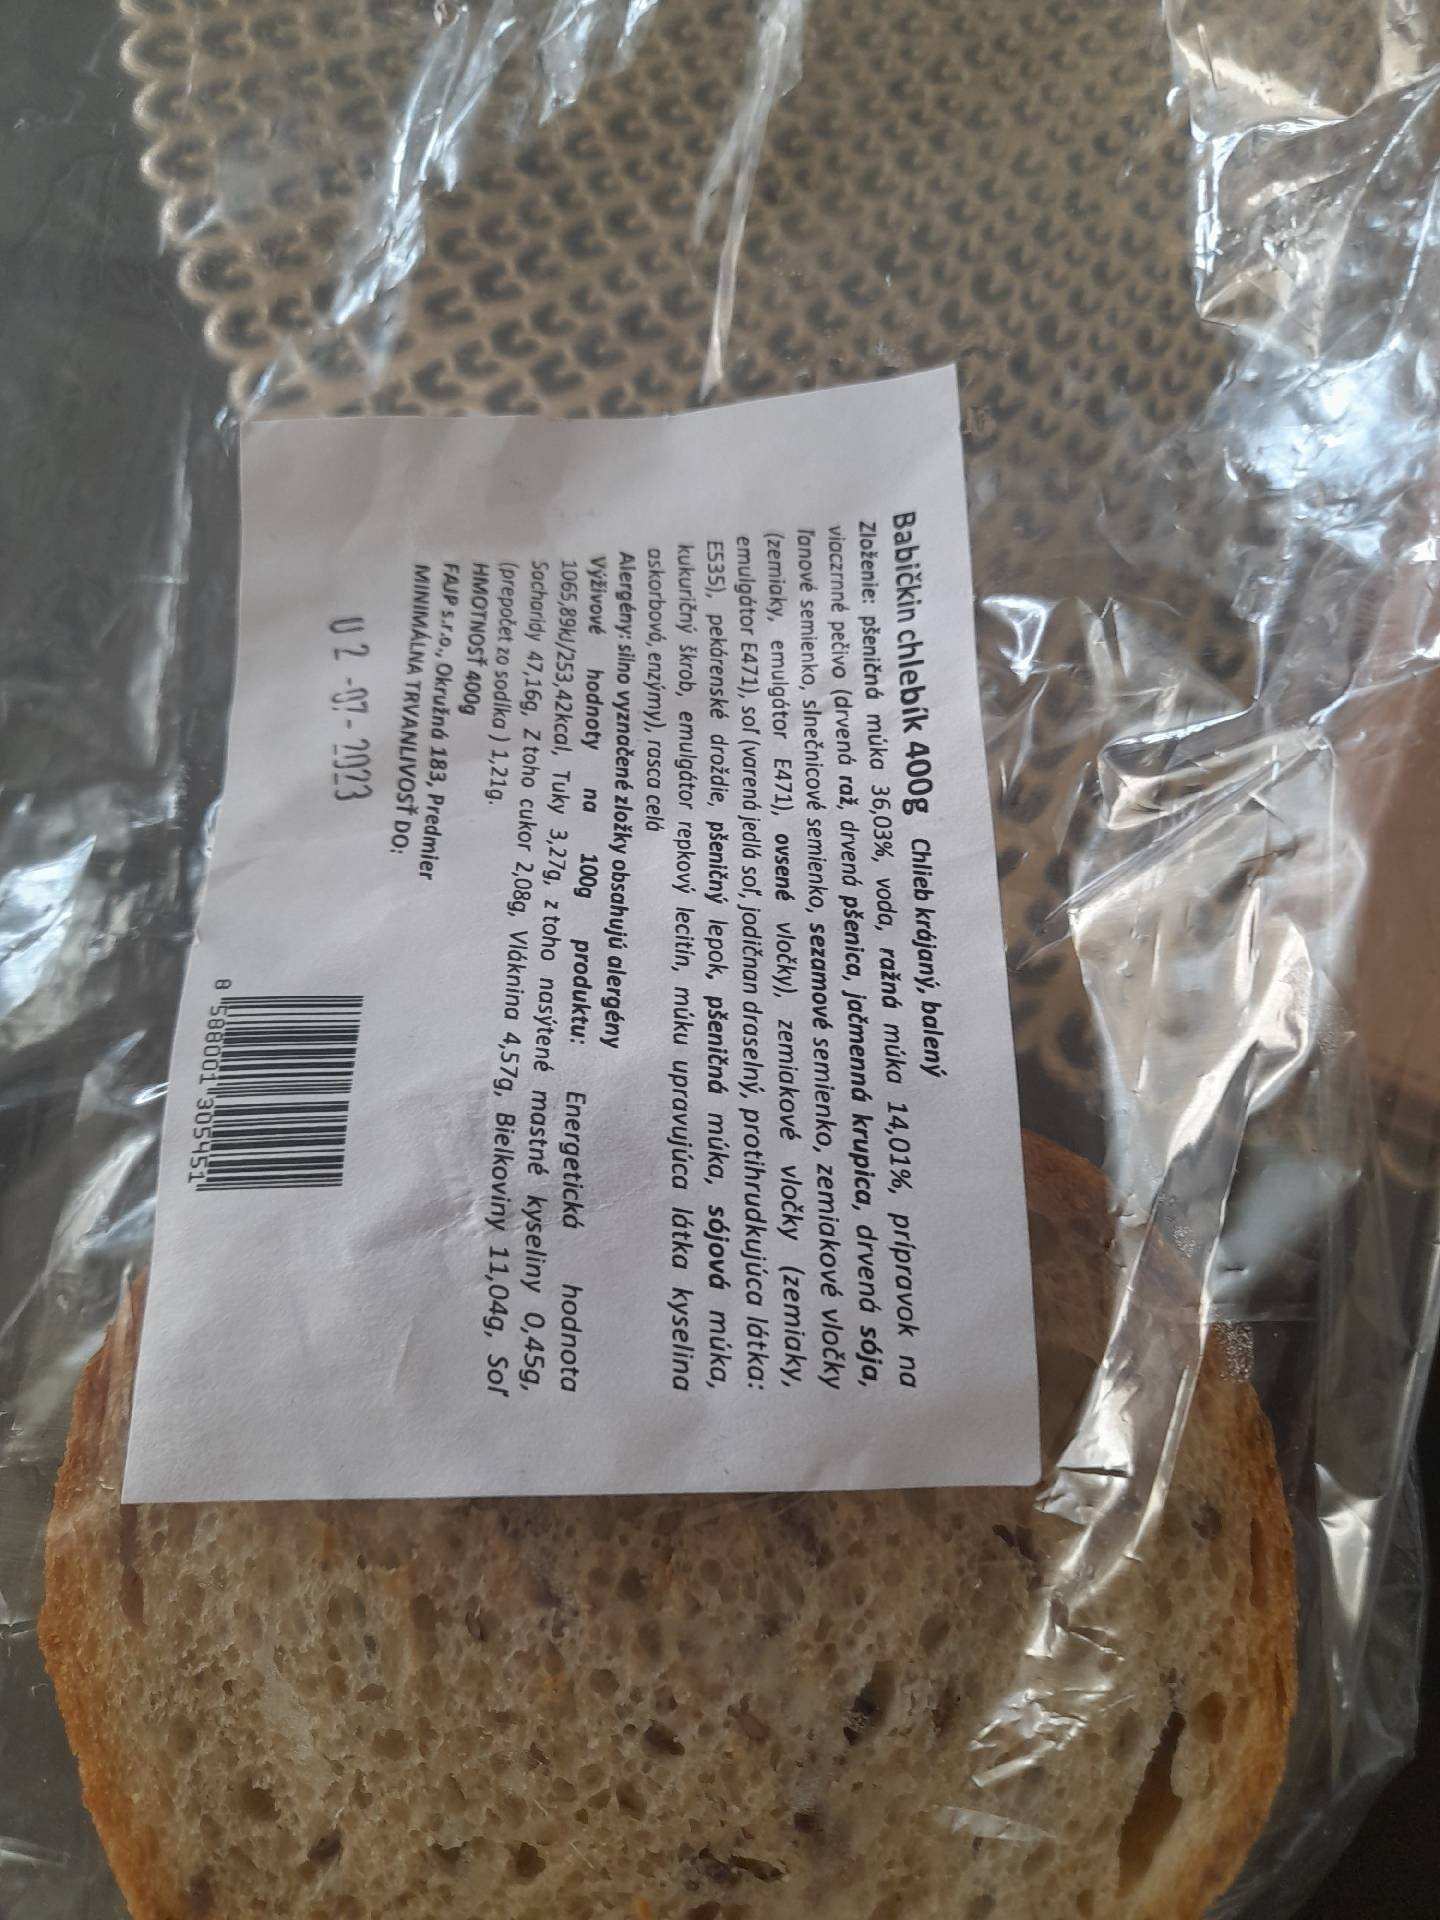 Babičkin chlebík 400g Chlieb krájaný, balený
Zloženie: pšeničná múka 36,03%, voda, ražná múka 14,01%, prípravok na
viaczrnné pečivo (drvená raž, drvená pšenica, jačmenná krupica, drvená sója,
ľanové semienko, slnečnicové semienko, sezamové semienko, zemiakové vločky
(zemiaky, emulgátor E471), ovsené vločky), zemiakové vločky (zemiaky,
emulgátor E471), soľ (varená jedlá soľ, jodičnan draselný, protihrudkujúca látka:
E535), pekárenské droždie, pšeničný lepok, pšeničná múka, sójová múka,
kukuričný škrob, emulgátor repkový lecitín, múku upravujúca látka kyselina
askorbová, enzýmy), rasca celá
Alergény: silno vyznačené zložky obsahujú alergény
Výživové hodnoty na 100g produktu: Energetická hodnota
1065,89kJ/253,42kcal, Tuky 3,27g, z toho nasýtené mastné kyseliny 0,45g,
Sacharidy 47,16g, Z toho cukor 2,08g, Vláknina 4,57g, Bielkoviny 11,04g, Soľ
(prepočet zo sodíka ) 1,21g.
HMOTNOSŤ 400g
FAJP s.r.o., Okružná 183, Predmier
MINIMÁLNA TRVANLIVOSŤ DO:
02 -07- 2023
8 588001 305451